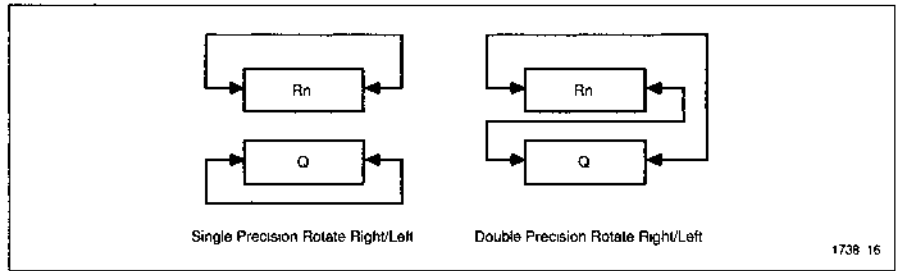 Rn
Rn
Q
Q
Single Precision Rotate Right/Left
Double Precision Rotate Right/Left
1738 16